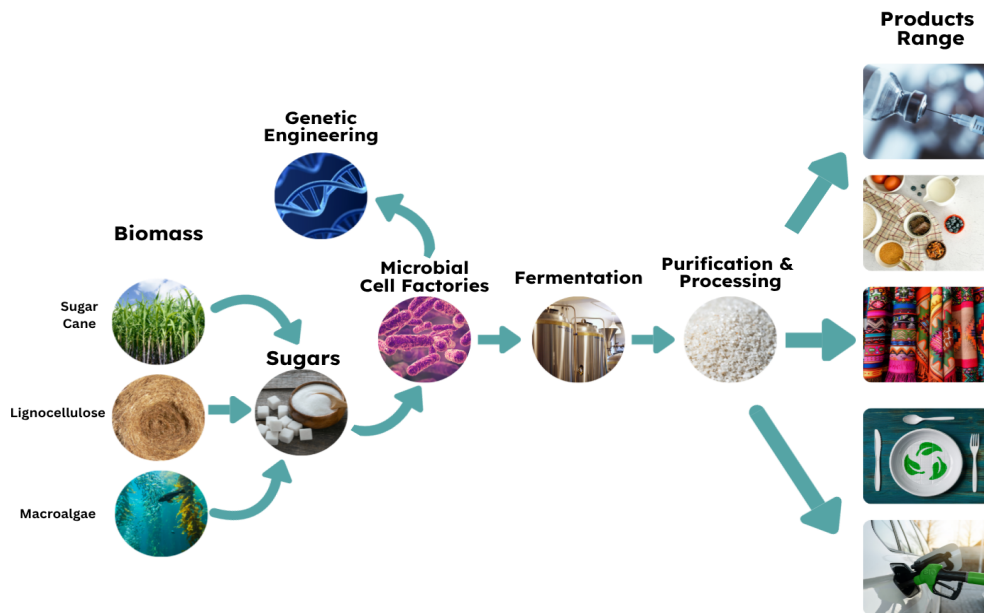 Products
Range
Genetic
Engineering
Biomass
Microbial
Cell Factories
Fermentation
Purification &
Processing
Sugar
Cane
Sugars
Lignocellulose
Macroalgae